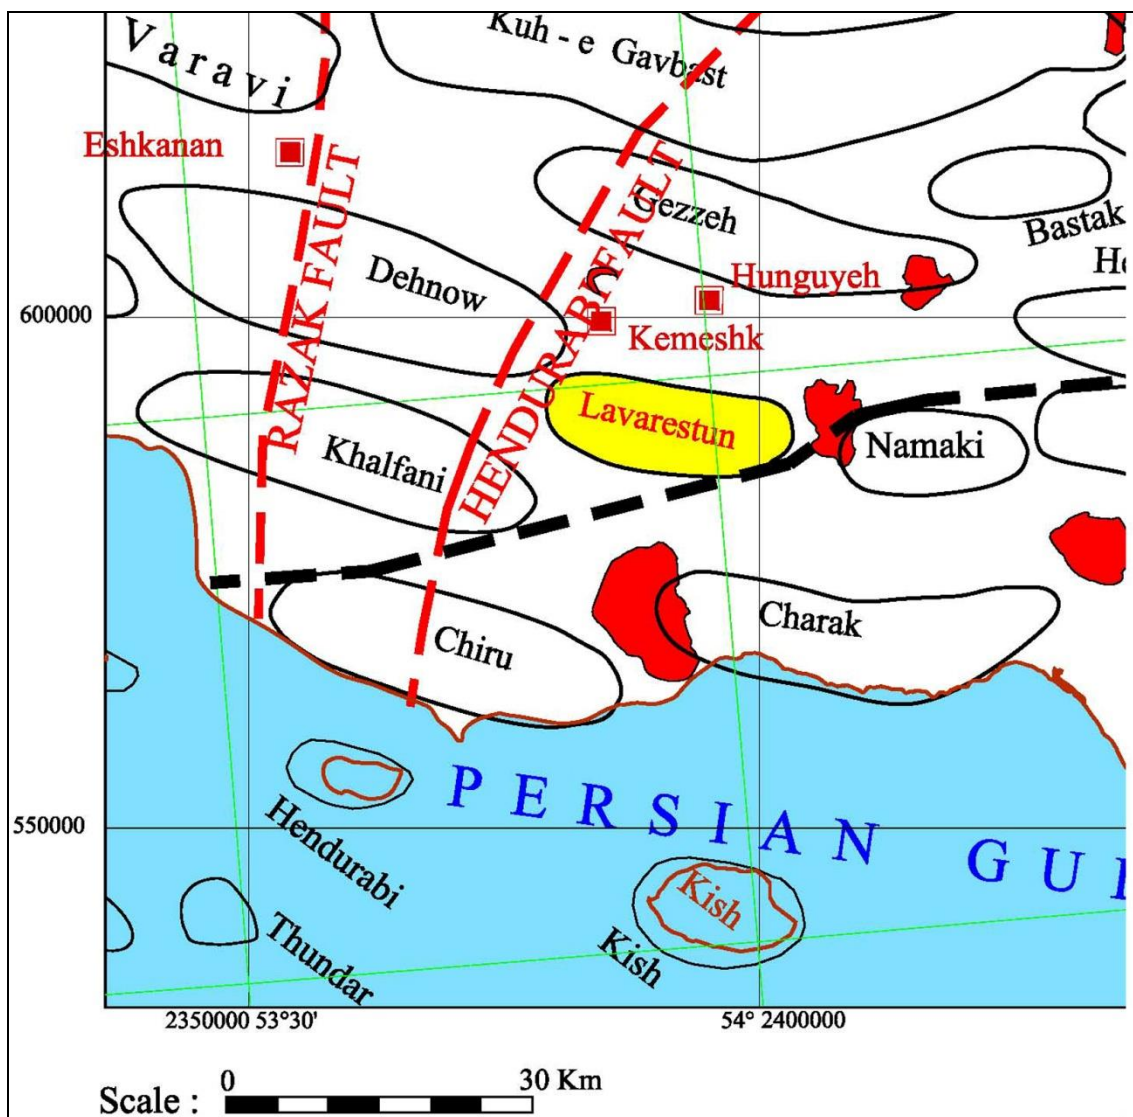 Kuh - e Gavbast
Varavi
Eshkanan
RAZAK FAULT
HENDURABI FAULT
Gezzeh
Bastak
Dehnow
Hunguyeh
He
600000
Kemeshk
Lavarestun
Khalfani
Namaki
Chiru
Charak
PERSIAN GU
550000
Hendurabi
Kish
Kish
Thundar
2350000 53°30' 54° 2400000
Scale : 0 30 Km